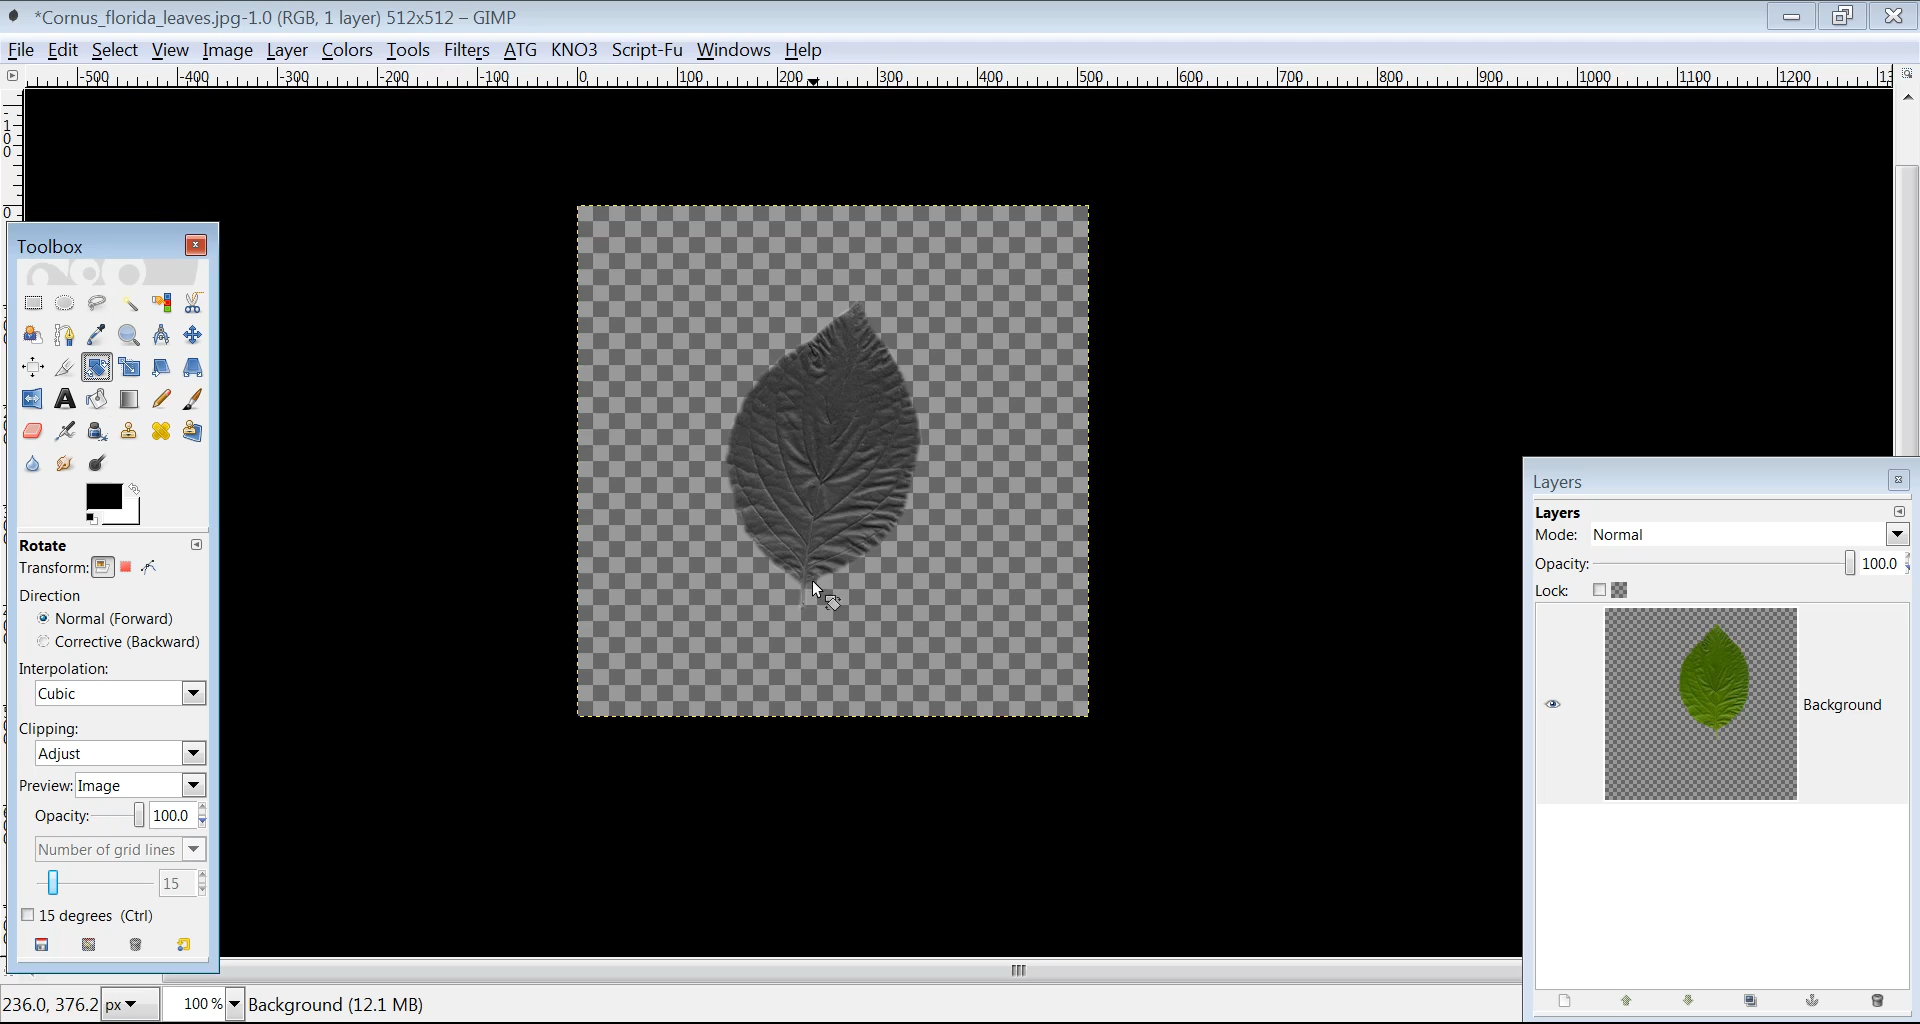 *Cornus_florida_leaves.jpg-1.0 (RGB, 1 layer) 512x512 – GIMP
File Edit Select View Image Layer Colors Tools Filters ATG KNO3 Script-Fu Windows Help
-500 -400 -300 -200 -100 0 100 200 300 400 500 600 700 800 900 1000 1100 1200
100
0
Toolbox
Rotate
Transform:
Direction
Normal (Forward)
Corrective (Backward)
Interpolation:
Cubic
Clipping:
Adjust
Preview: Image
Opacity: 100.0
Number of grid lines
15
15 degrees (Ctrl)
Layers
Layers
Mode: Normal
Opacity: 100.0
Lock:
Background
236.0, 376.2 px 100 % Background (12.1 MB)